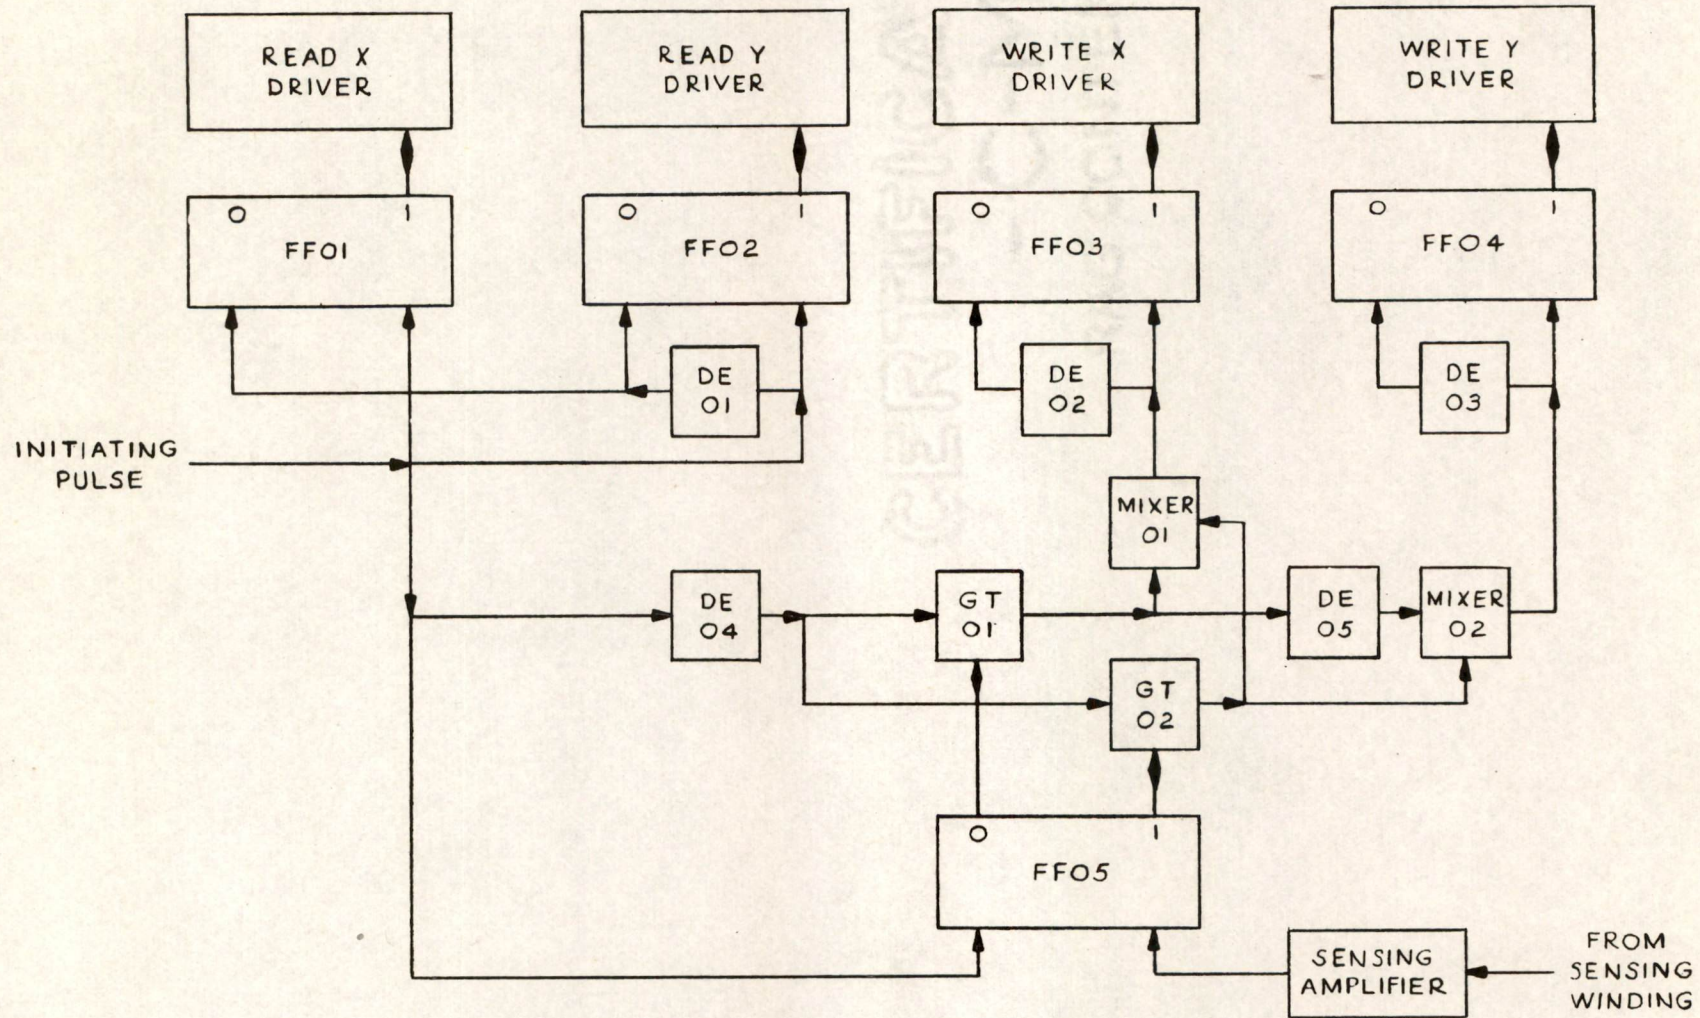 READ X
DRIVER
READ Y
DRIVER
WRITE X
DRIVER
WRITE Y
DRIVER
0 1
FF01
0 1
FF02
0 1
FF03
0 1
FF04
DE
01
DE
02
DE
03
INITIATING
PULSE
MIXER
01
DE
04
GT
01
DE
05
MIXER
02
GT
02
0 1
FF05
SENSING
AMPLIFIER
FROM
SENSING
WINDING